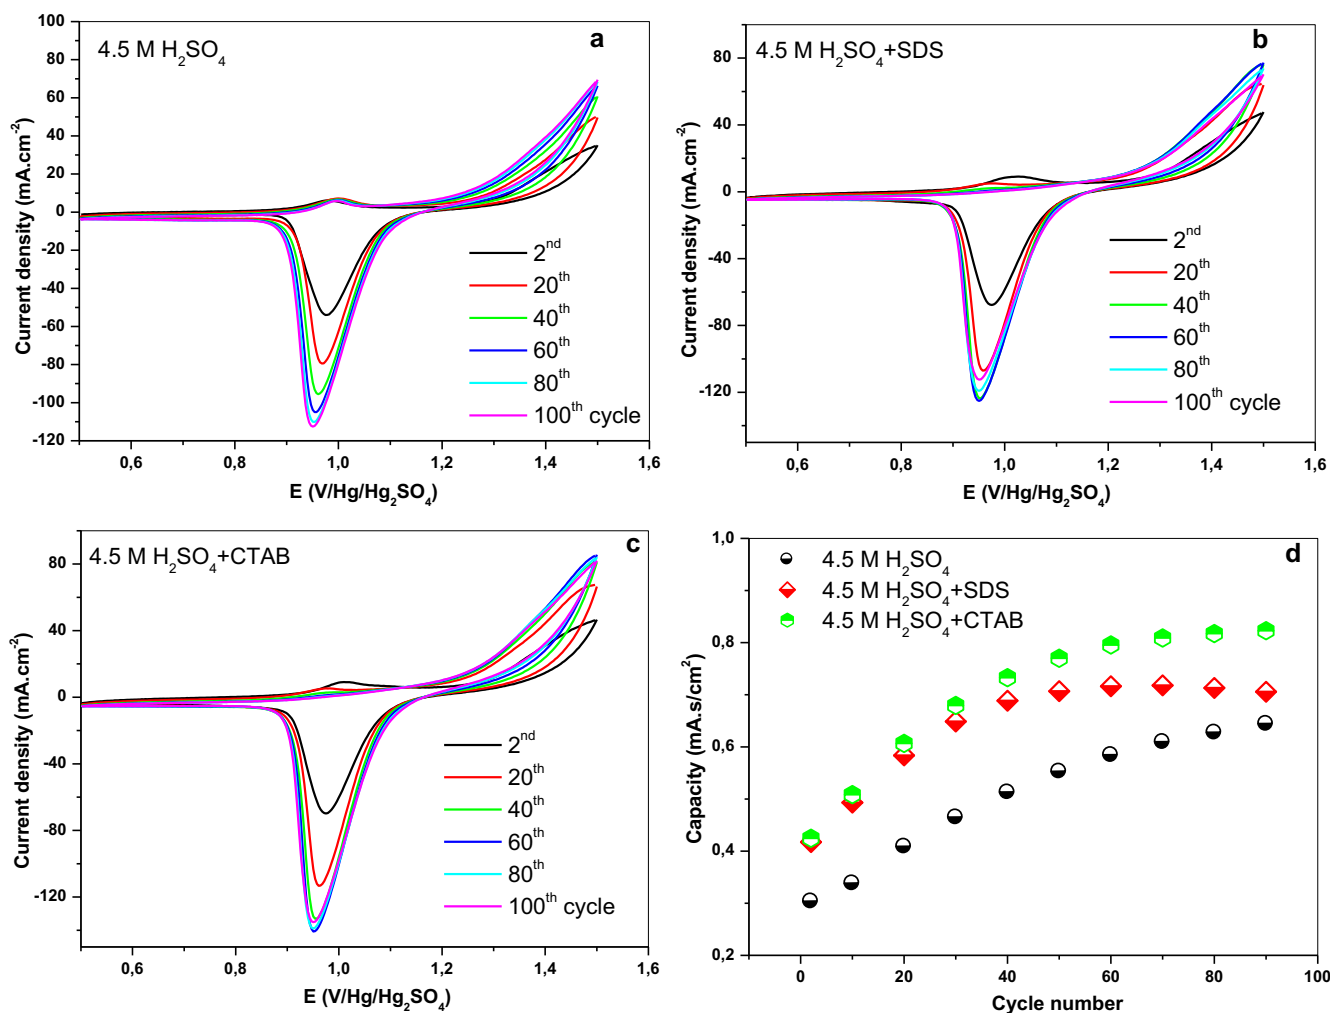 a
4.5 M H₂SO₄
Current density (mA.cm⁻²)
100
80
60
40
20
0
-20
-40
-60
-80
-100
-120
2ⁿᵈ
20ᵗʰ
40ᵗʰ
60ᵗʰ
80ᵗʰ
100ᵗʰ cycle
0,6 0,8 1,0 1,2 1,4 1,6
E (V/Hg/Hg₂SO₄)
b
4.5 M H₂SO₄+SDS
Current density (mA.cm⁻²)
80
40
0
-40
-80
-120
2ⁿᵈ
20ᵗʰ
40ᵗʰ
60ᵗʰ
80ᵗʰ
100ᵗʰ cycle
0,6 0,8 1,0 1,2 1,4 1,6
E (V/Hg/Hg₂SO₄)
c
4.5 M H₂SO₄+CTAB
Current density (mA.cm⁻²)
80
40
0
-40
-80
-120
2ⁿᵈ
20ᵗʰ
40ᵗʰ
60ᵗʰ
80ᵗʰ
100ᵗʰ cycle
0,6 0,8 1,0 1,2 1,4 1,6
E (V/Hg/Hg₂SO₄)
d
4.5 M H₂SO₄
4.5 M H₂SO₄+SDS
4.5 M H₂SO₄+CTAB
Capacity (mA.s/cm²)
1,0
0,8
0,6
0,4
0,2
0 20 40 60 80 100
Cycle number